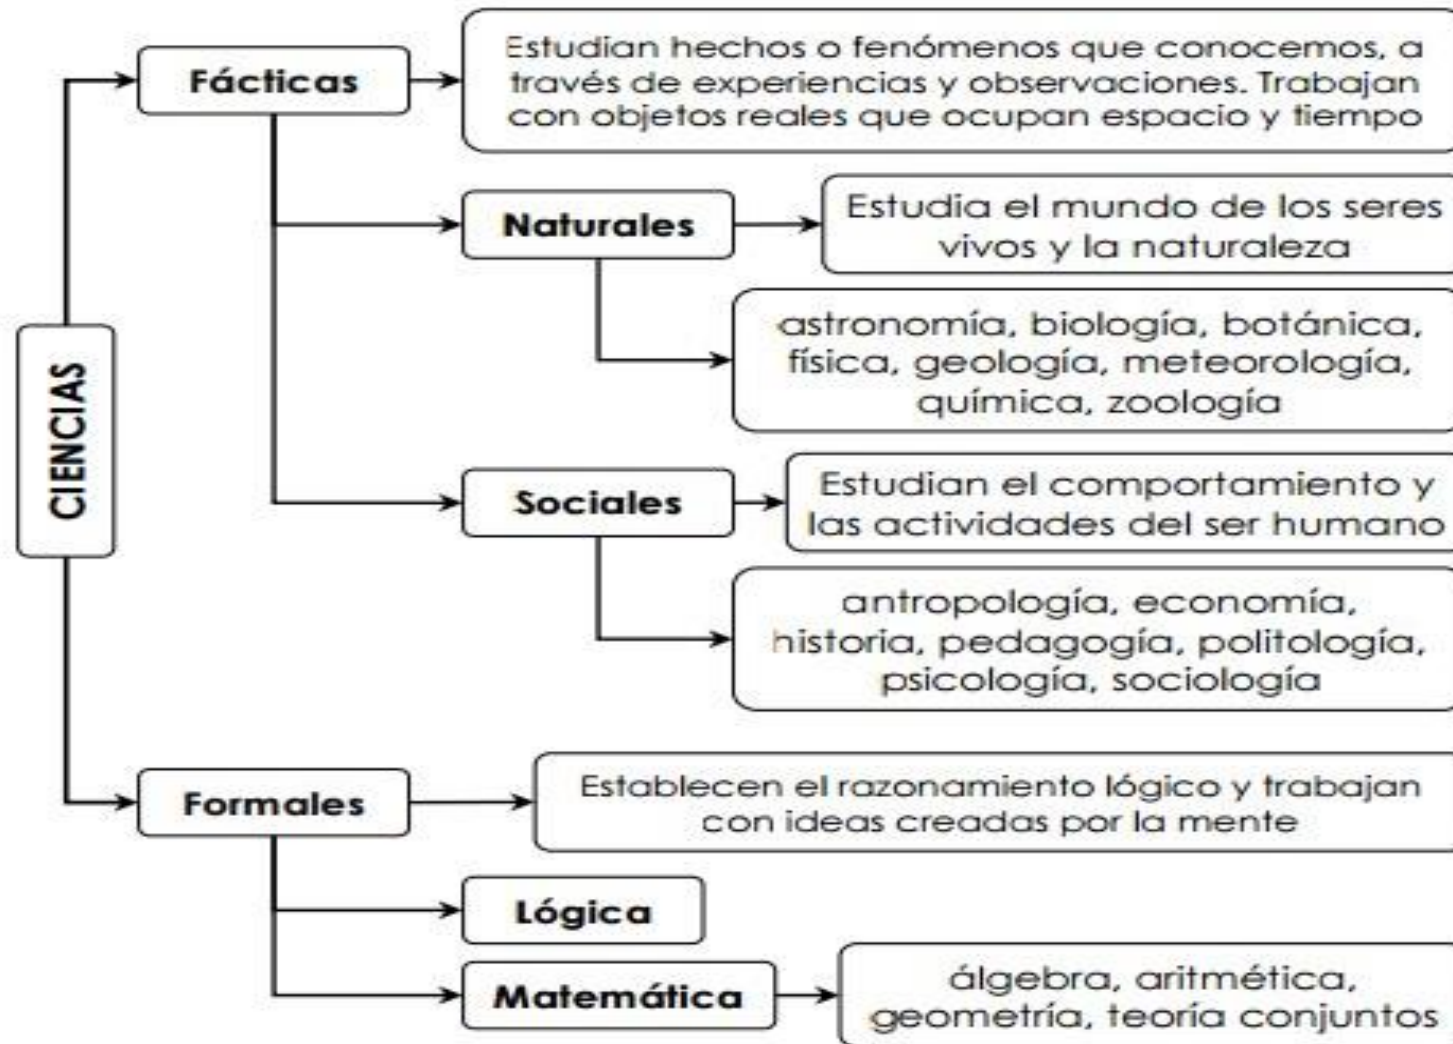 Fácticas
Estudian hechos o fenómenos que conocemos, a
través de experiencias y observaciones. Trabajan
con objetos reales que ocupan espacio y tiempo
Naturales
Estudia el mundo de los seres
vivos y la naturaleza
astronomía, biología, botánica,
física, geología, meteorología,
química, zoología
CIENCIAS
Sociales
Estudian el comportamiento y
las actividades del ser humano
antropología, economía,
historia, pedagogía, politología,
psicología, sociología
Formales
Establecen el razonamiento lógico y trabajan
con ideas creadas por la mente
Lógica
Matemática
álgebra, aritmética,
geometría, teoría conjuntos